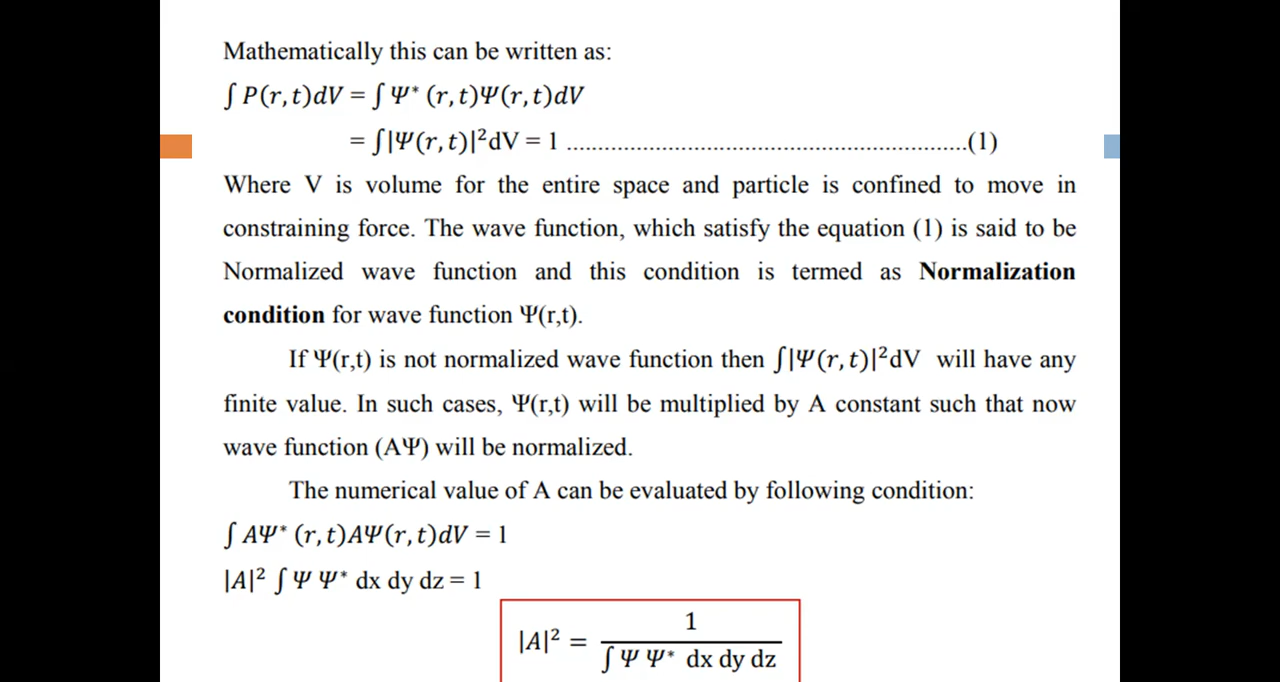 Mathematically this can be written as:
∫ P(r, t)dV = ∫ Ψ* (r, t)Ψ(r, t)dV
= ∫|Ψ(r, t)|²dV = 1 .............................................................(1)
Where V is volume for the entire space and particle is confined to move in
constraining force. The wave function, which satisfy the equation (1) is said to be
Normalized wave function and this condition is termed as Normalization
condition for wave function Ψ(r,t).
If Ψ(r,t) is not normalized wave function then ∫|Ψ(r, t)|²dV will have any
finite value. In such cases, Ψ(r,t) will be multiplied by A constant such that now
wave function (AΨ) will be normalized.
The numerical value of A can be evaluated by following condition:
∫ AΨ* (r, t)AΨ(r, t)dV = 1
|A|² ∫ Ψ Ψ* dx dy dz = 1
|A|² = 1 / ∫ Ψ Ψ* dx dy dz